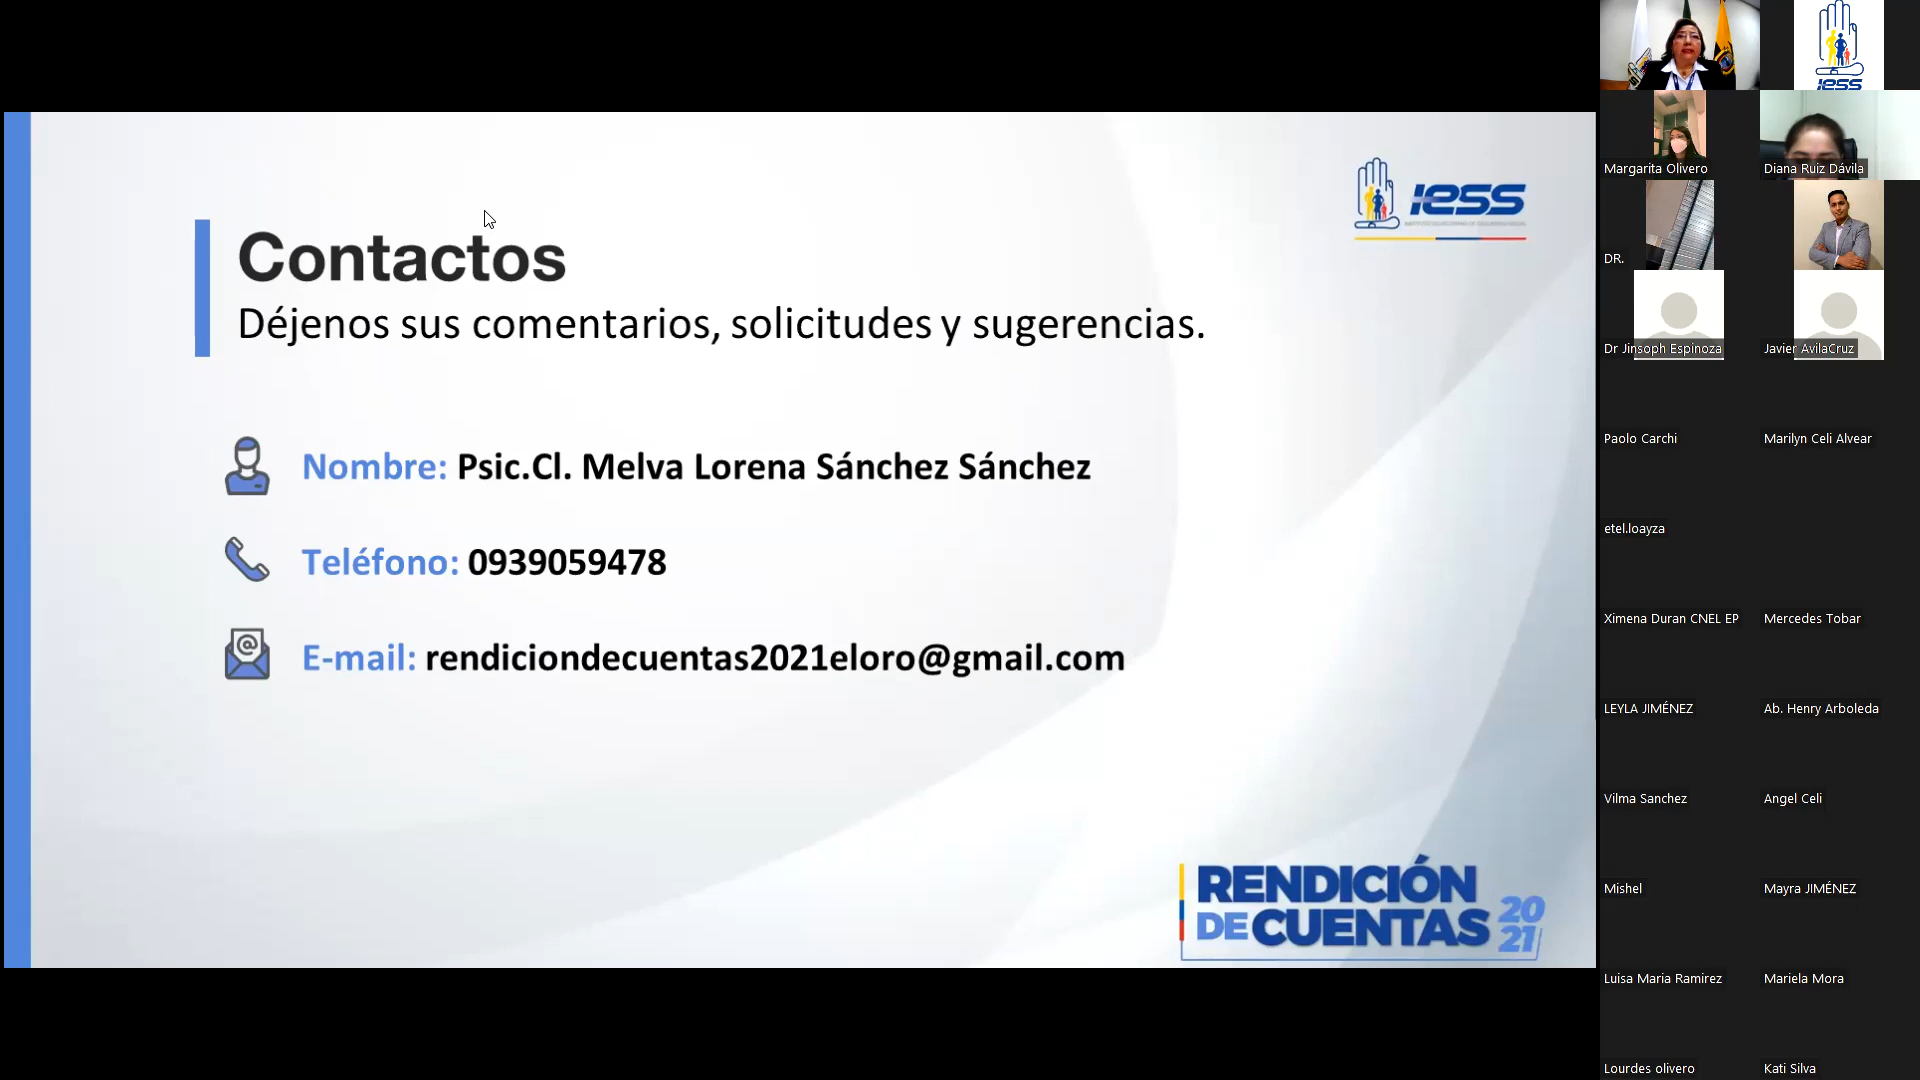 Contactos
Déjenos sus comentarios, solicitudes y sugerencias.
Nombre: Psic.Cl. Melva Lorena Sánchez Sánchez
Teléfono: 0939059478
E-mail: rendiciondecuentas2021eloro@gmail.com
IESS
RENDICIÓN
DE CUENTAS
20
21
IESS
Margarita Olivero
Diana Ruiz Dávila
DR.
Dr Jinsoph Espinoza
Javier AvilaCruz
Paolo Carchi
Marilyn Celi Alvear
etel.loayza
Ximena Duran CNEL EP
Mercedes Tobar
LEYLA JIMÉNEZ
Ab. Henry Arboleda
Vilma Sanchez
Angel Celi
Mishel
Mayra JIMÉNEZ
Luisa Maria Ramirez
Mariela Mora
Lourdes olivero
Kati Silva